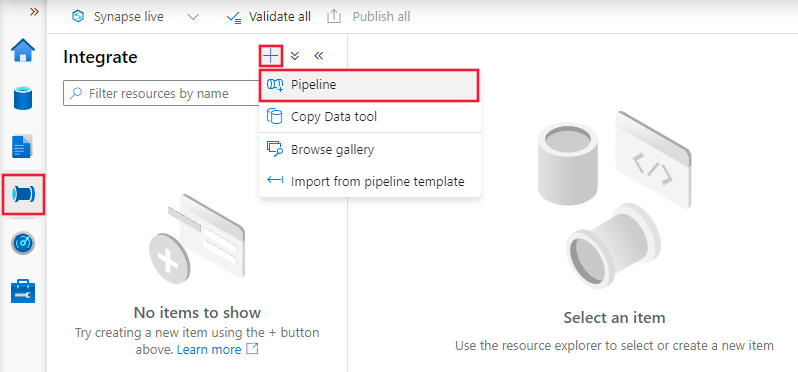 Synapse live
Validate all
Publish all
Integrate
Filter resources by name
Pipeline
Copy Data tool
Browse gallery
Import from pipeline template
No items to show
Try creating a new item using the + button
above. Learn more
Select an item
Use the resource explorer to select or create a new item